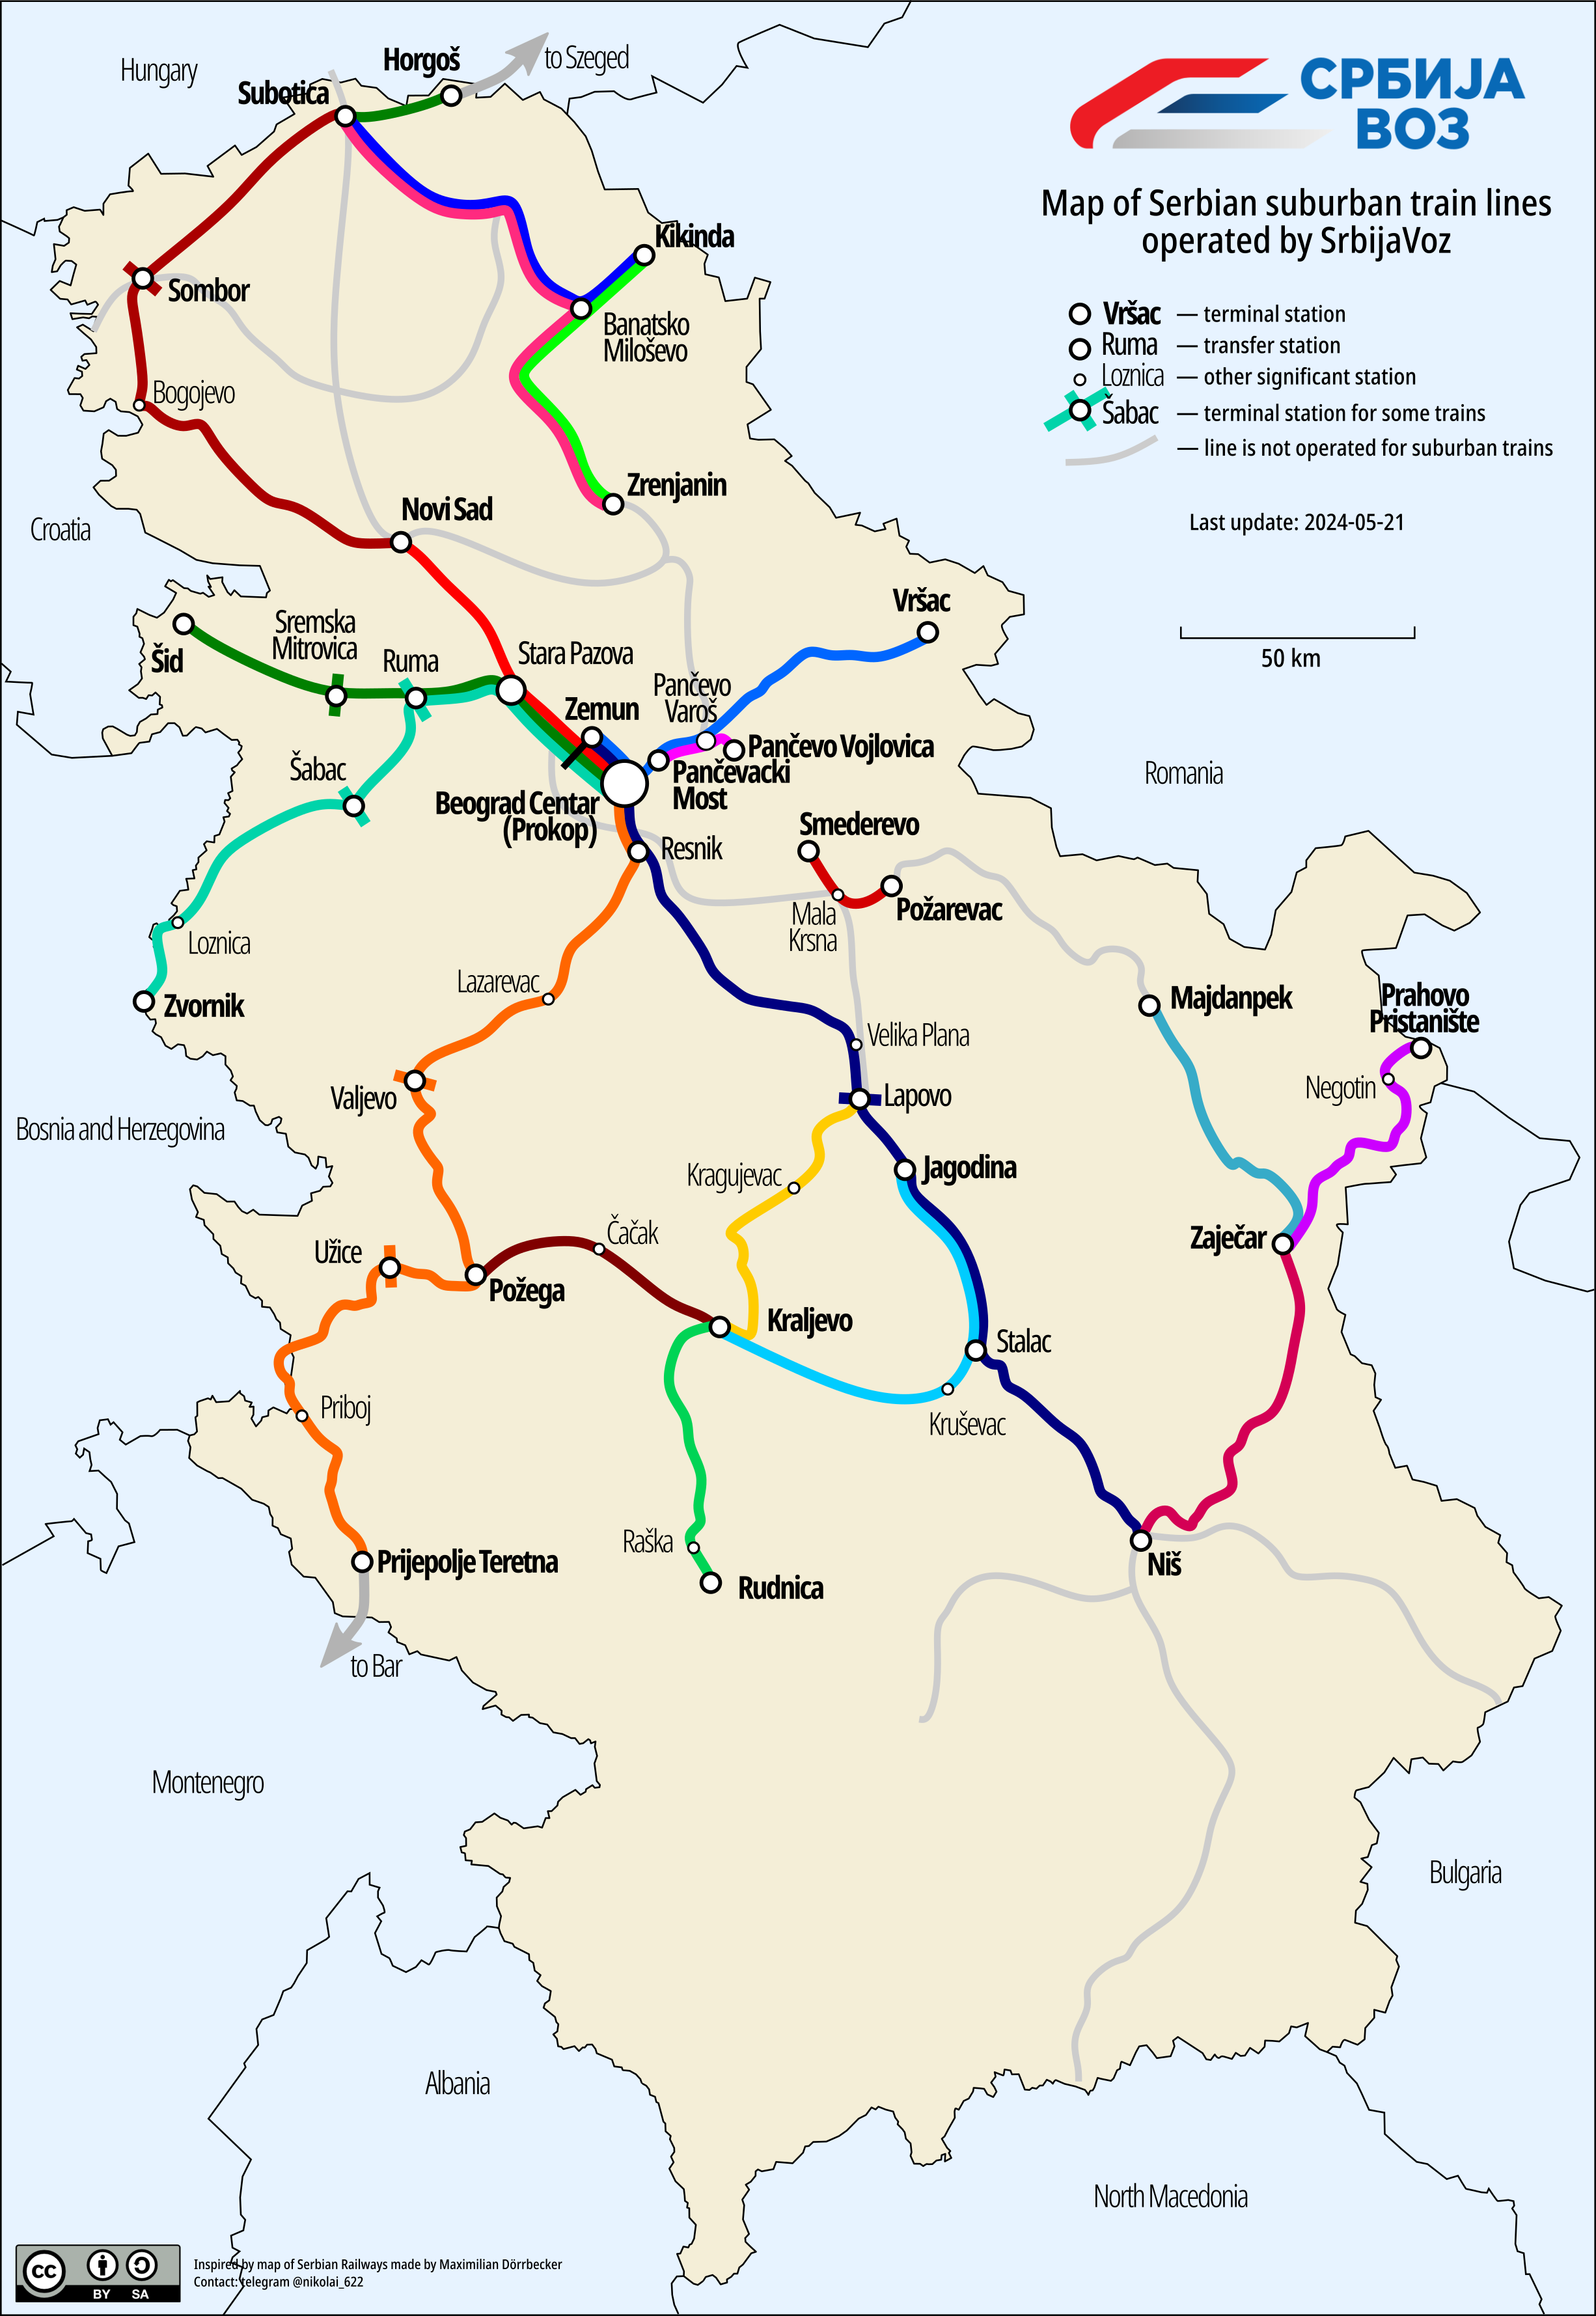 Hungary
Horgoš
to Szeged
Subotica
СРБИЈА
ВОЗ
Map of Serbian suburban train lines
operated by SrbijaVoz
Kikinda
Sombor
Banatsko
Miloševo
Vršac
— terminal station
Ruma
— transfer station
Loznica
— other significant station
Šabac
— terminal station for some trains
— line is not operated for suburban trains
Bogojevo
Zrenjanin
Novi Sad
Croatia
Last update: 2024-05-21
Vršac
50 km
Šid
Sremska
Mitrovica
Ruma
Stara Pazova
Pančevo
Varoš
Zemun
Pančevo Vojlovica
Pančevacki
Most
Romania
Šabac
Beograd Centar
(Prokop)
Resnik
Smederevo
Požarevac
Mala
Krsna
Loznica
Lazarevac
Zvornik
Majdanpek
Prahovo
Pristanište
Velika Plana
Negotin
Valjevo
Lapovo
Bosnia and Herzegovina
Kragujevac
Jagodina
Čačak
Užice
Zaječar
Požega
Kraljevo
Stalac
Priboj
Kruševac
Raška
Prijepolje Teretna
Niš
Rudnica
to Bar
Montenegro
Bulgaria
Albania
North Macedonia
cc
BY SA
Inspired by map of Serbian Railways made by Maximilian Dörrbecker
Contact: telegram @nikolai_622